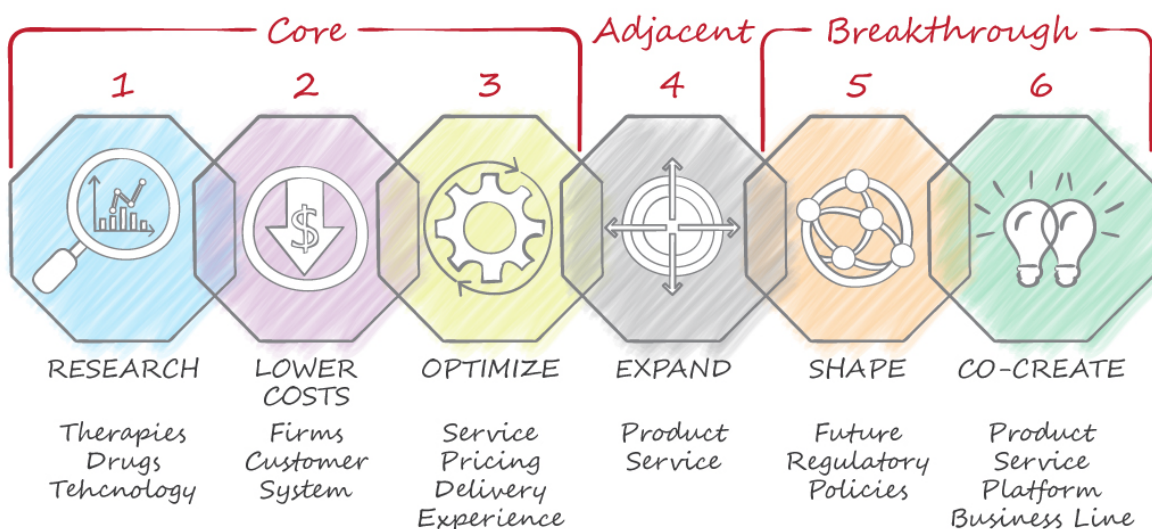 Core Adjacent Breakthrough
1 2 3 4 5 6
$
RESEARCH
Therapies
Drugs
Tehcnology
LOWER
COSTS
Firms
Customer
System
OPTIMIZE
Service
Pricing
Delivery
Experience
EXPAND
Product
Service
SHAPE
Future
Regulatory
Policies
CO-CREATE
Product
Service
Platform
Business Line